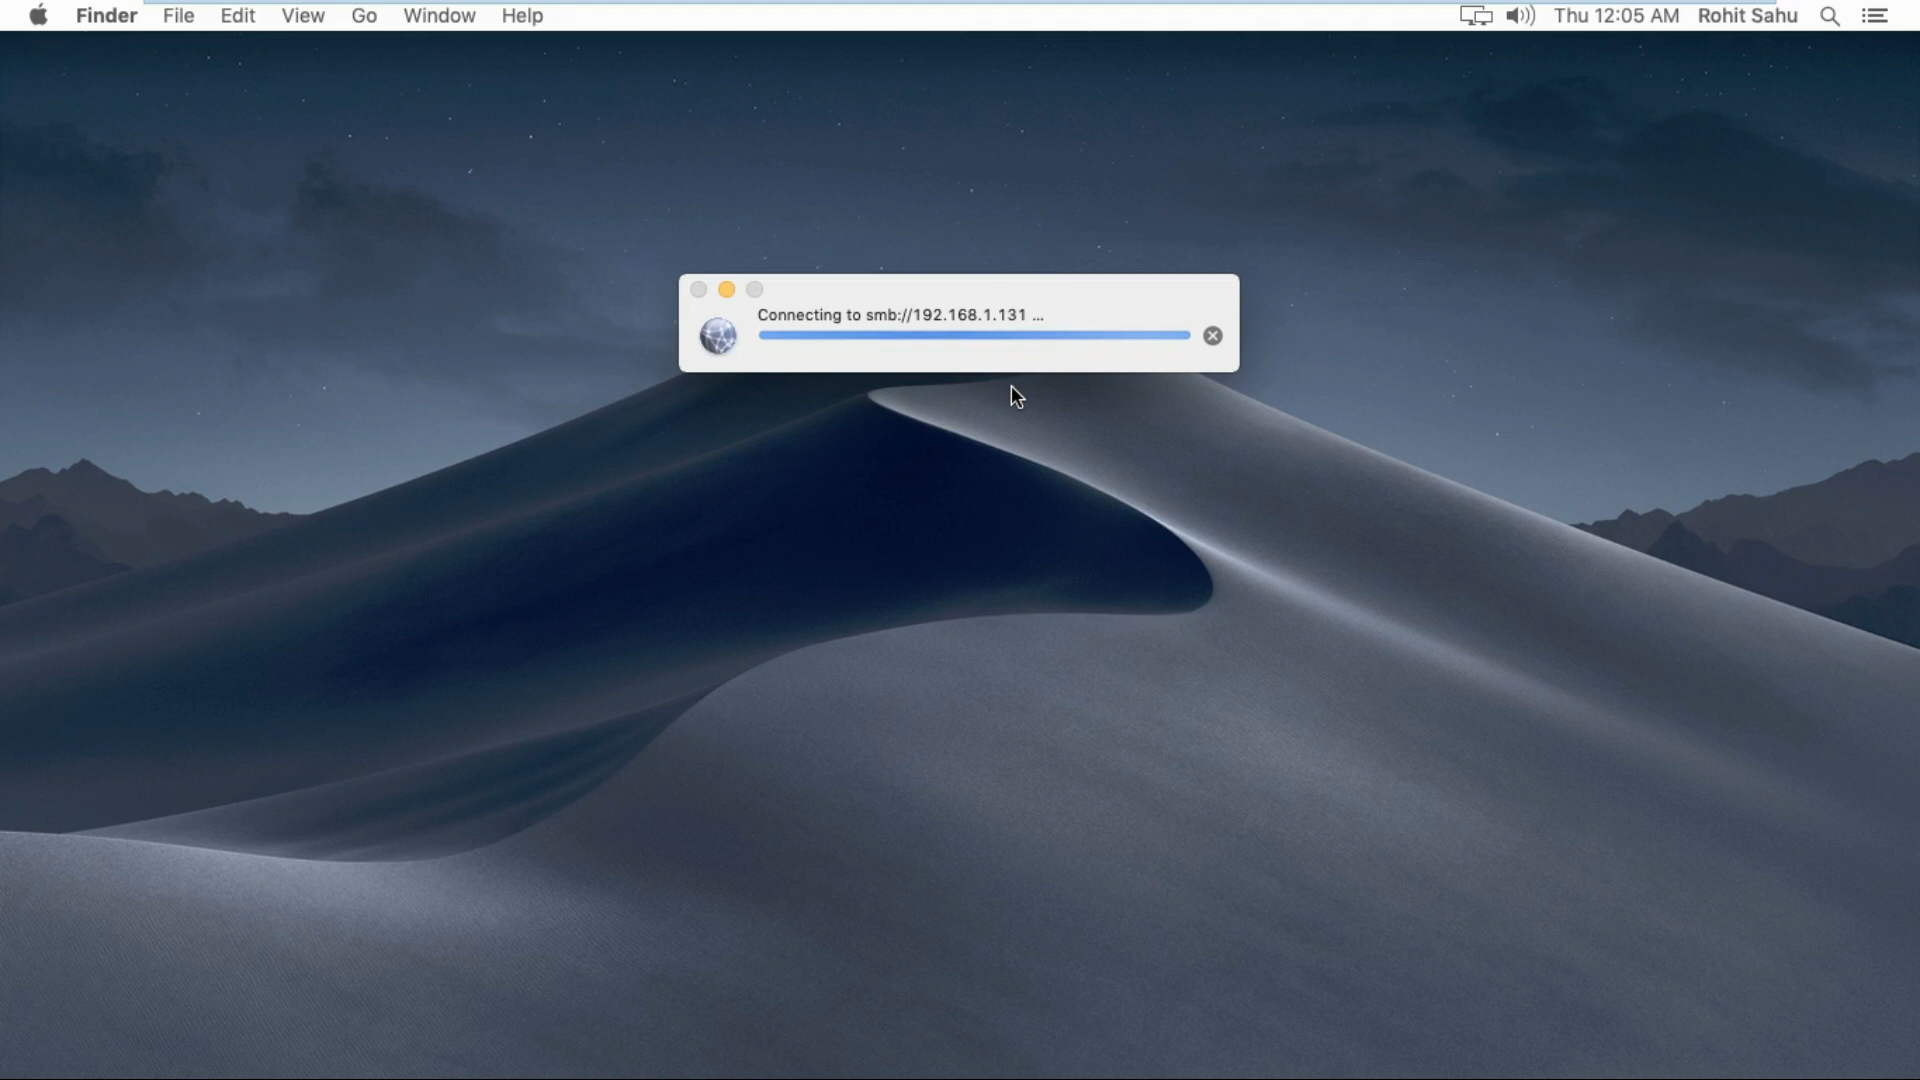 Finder File Edit View Go Window Help Thu 12:05 AM Rohit Sahu
Connecting to smb://192.168.1.131 ...